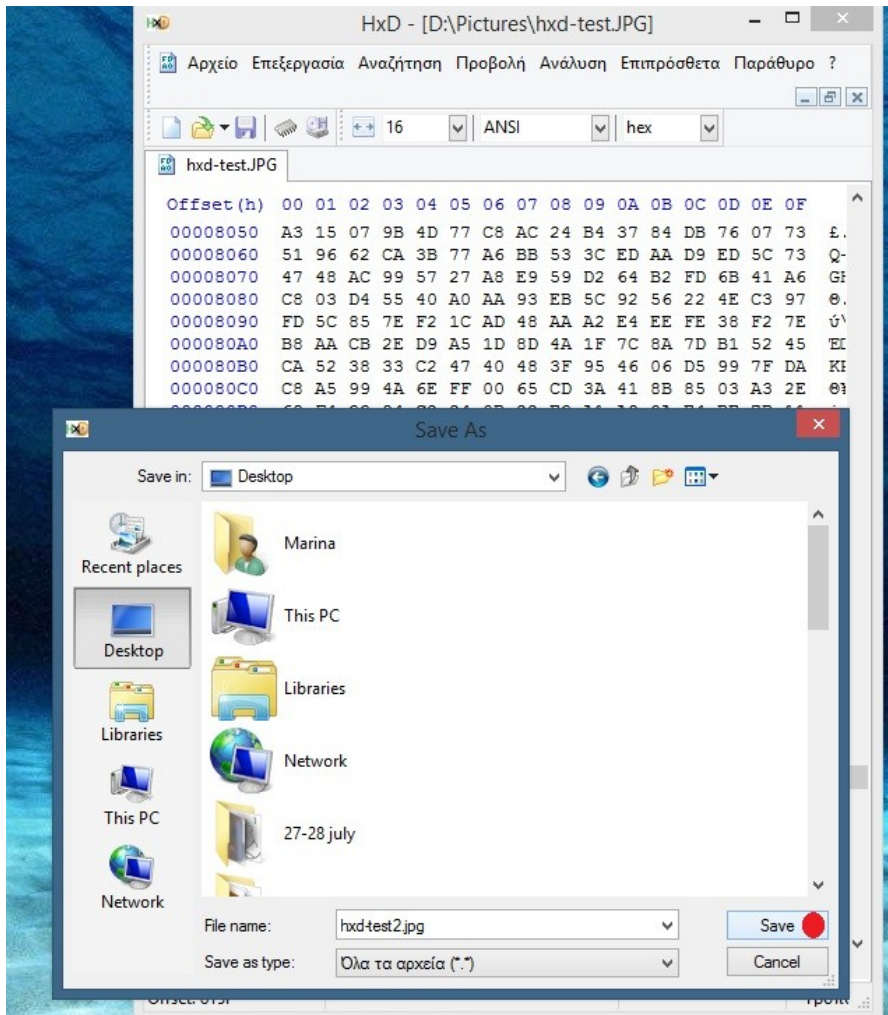 HxD - [D:\Pictures\hxd-test.JPG]
Αρχείο Επεξεργασία Αναζήτηση Προβολή Ανάλυση Επιπρόσθετα Παράθυρο ?
16 ANSI hex
hxd-test.JPG
Offset(h) 00 01 02 03 04 05 06 07 08 09 0A 0B 0C 0D 0E 0F
00008050 A3 15 07 9B 4D 77 C8 AC 24 B4 37 84 DB 76 07 73 £.
00008060 51 96 62 CA 3B 77 A6 BB 53 3C ED AA D9 ED 5C 73 Q-
00008070 47 48 AC 99 57 27 A8 E9 59 D2 64 B2 FD 6B 41 A6 GH
00008080 C8 03 D4 55 40 A0 AA 93 EB 5C 92 56 22 4E C3 97 Θ.
00008090 FD 5C 85 7E F2 1C AD 48 AA A2 E4 EE FE 38 F2 7E ύ\
000080A0 B8 AA CB 2E D9 A5 1D 8D 4A 1F 7C 8A 7D B1 52 45
000080B0 CA 52 38 33 C2 47 40 48 3F 95 46 06 D5 99 7F DA
000080C0 C8 A5 99 4A 6E FF 00 65 CD 3A 41 8B 85 03 A3 2E Θ¥
Save As
Save in: Desktop
Recent places
Desktop
Libraries
This PC
Network
Marina
This PC
Libraries
Network
27-28 july
File name: hxd-test2.jpg Save
Save as type: Όλα τα αρχεία (*.*) Cancel